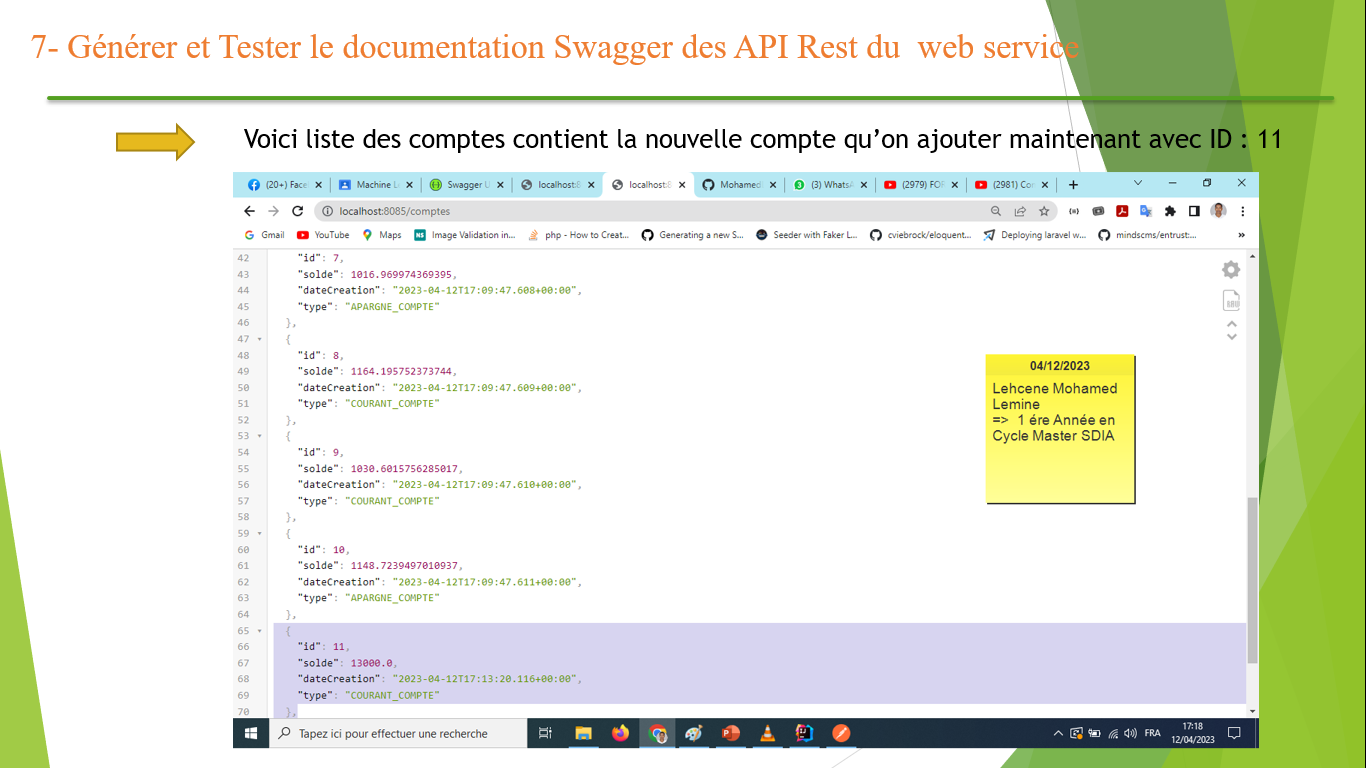 7- Générer et Tester le documentation Swagger des API Rest du  web service
Voici liste des comptes contient la nouvelle compte qu’on ajouter maintenant avec ID : 11
(20+) Face
Machine L
Swagger U
localhost:8
localhost:8
Mohamed
(3) WhatsA
(2979) FOR
(2981) Co
localhost:8085/comptes
Gmail
YouTube
Maps
Image Validation in...
php - How to Creat...
Generating a new S...
Seeder with Faker L...
cviebrock/eloquent...
Deploying laravel w...
mindscms/entrust:...
»
42 "id": 7,
43 "solde": 1016.969974369395,
44 "dateCreation": "2023-04-12T17:09:47.608+00:00",
45 "type": "APARGNE_COMPTE"
46 },
47 {
48 "id": 8,
49 "solde": 1164.195752373744,
50 "dateCreation": "2023-04-12T17:09:47.609+00:00",
51 "type": "COURANT_COMPTE"
52 },
53 {
54 "id": 9,
55 "solde": 1030.6015756285017,
56 "dateCreation": "2023-04-12T17:09:47.610+00:00",
57 "type": "COURANT_COMPTE"
58 },
59 {
60 "id": 10,
61 "solde": 1148.7239497010937,
62 "dateCreation": "2023-04-12T17:09:47.611+00:00",
63 "type": "APARGNE_COMPTE"
64 },
65 {
66 "id": 11,
67 "solde": 13000.0,
68 "dateCreation": "2023-04-12T17:13:20.116+00:00",
69 "type": "COURANT_COMPTE"
70 },
04/12/2023
Lehcene Mohamed
Lemine
=>  1 ére Année en
Cycle Master SDIA
Tapez ici pour effectuer une recherche
FRA
17:18
12/04/2023